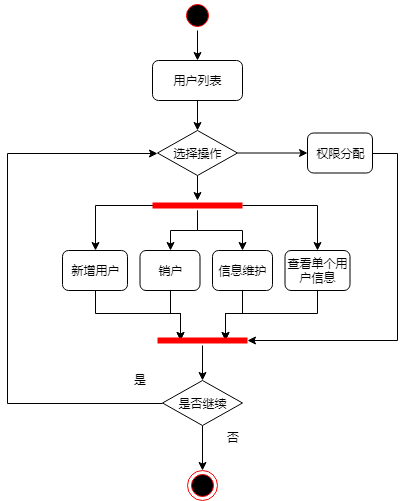 用户列表
选择操作
权限分配
新增用户
销户
信息维护
查看单个用
户信息
是
是否继续
否